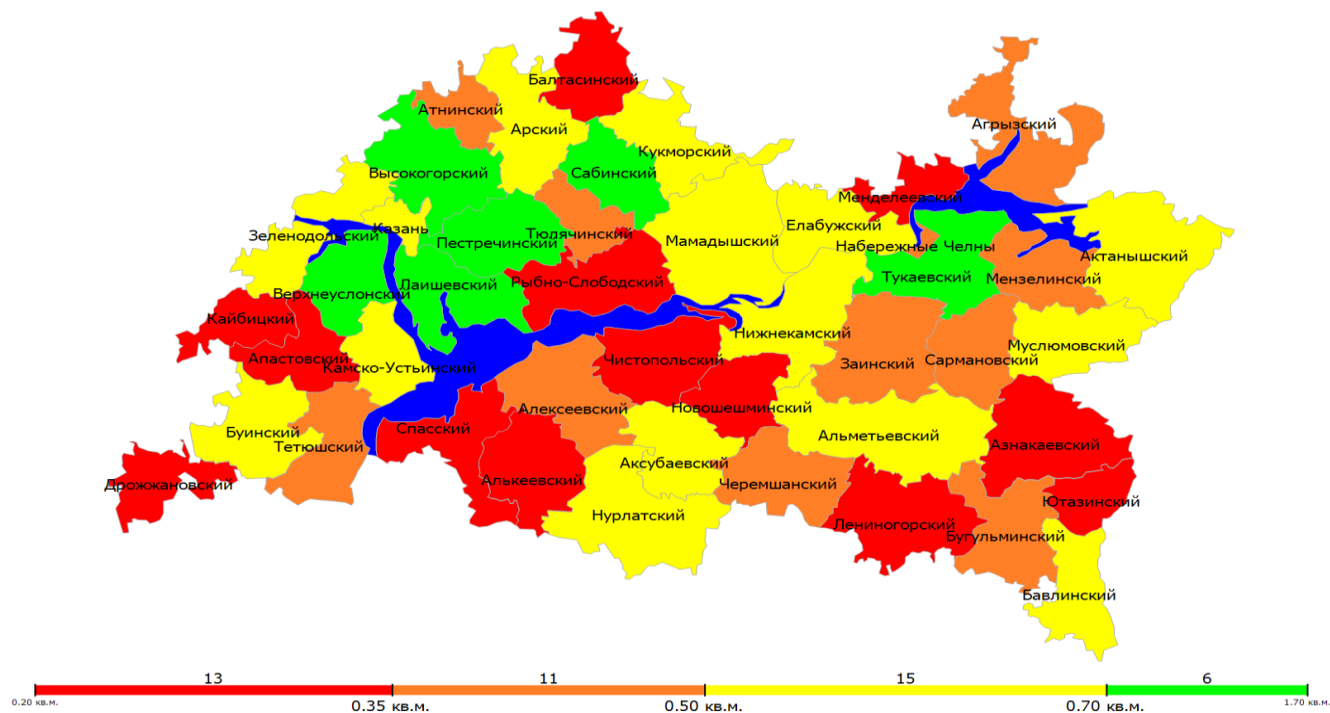 Балтасинский
Атнинский
Арский
Агрызский
Кукморский
Высокогорский
Сабинский
Менделеевский
Елабужский
Казань
Тюлячинский
Зеленодольский
Пестречинский
Мамадышский
Набережные Челны
Актанышский
Тукаевский
Мензелинский
Рыбно-Слободский
Лаишевский
Верхнеуслонский
Кайбицкий
Нижнекамский
Муслюмовский
Апастовский
Чистопольский
Сармановский
Заинский
Камско-Устьинский
Новошешминский
Алексеевский
Спасский
Буинский
Альметьевский
Тетюшский
Азнакаевский
Аксубаевский
Алькеевский
Черемшанский
Дрожжановский
Ютазинский
Нурлатский
Лениногорский
Бугульминский
Бавлинский
13 11 15 6
0.20 кв.м. 0.35 кв.м. 0.50 кв.м. 0.70 кв.м. 1.70 кв.м.